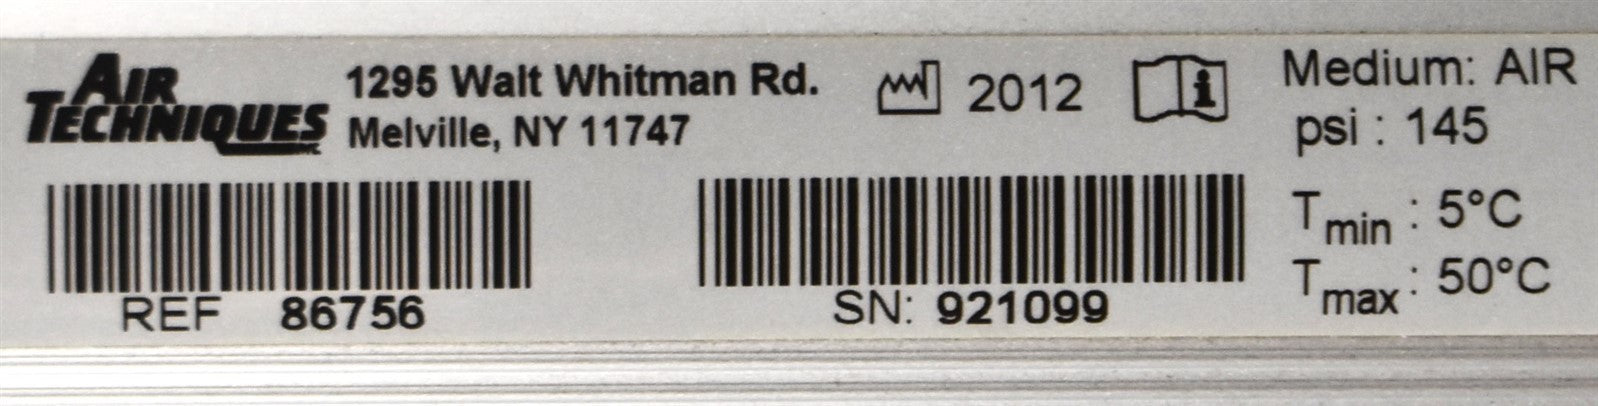 AIR
TECHNIQUES
1295 Walt Whitman Rd.
Melville, NY 11747
2012
Medium: AIR
psi : 145
REF 86756
SN: 921099
Tmin : 5°C
Tmax : 50°C